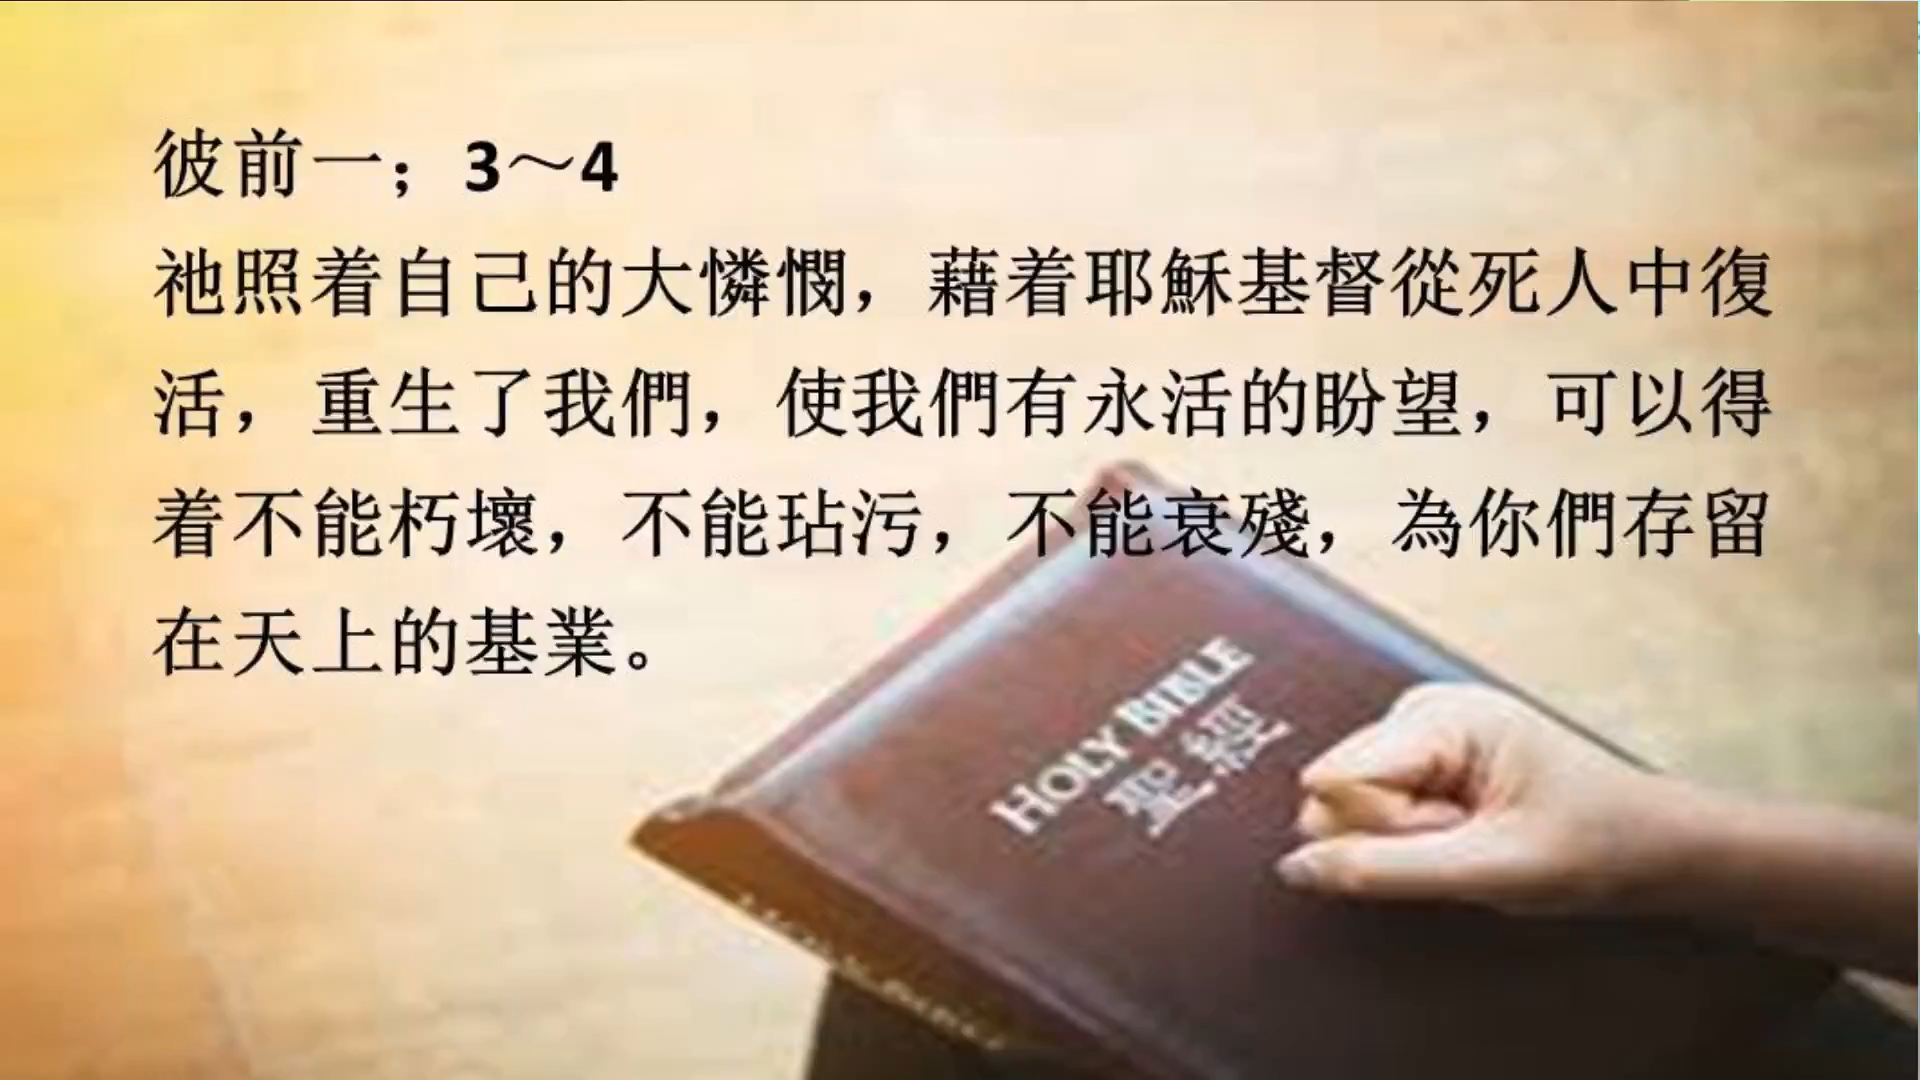 彼前一；3～4
祂照着自己的大憐憫，藉着耶穌基督從死人中復
活，重生了我們，使我們有永活的盼望，可以得
着不能朽壞，不能玷污，不能衰殘，為你們存留
在天上的基業。
HOLY BIBLE
聖經